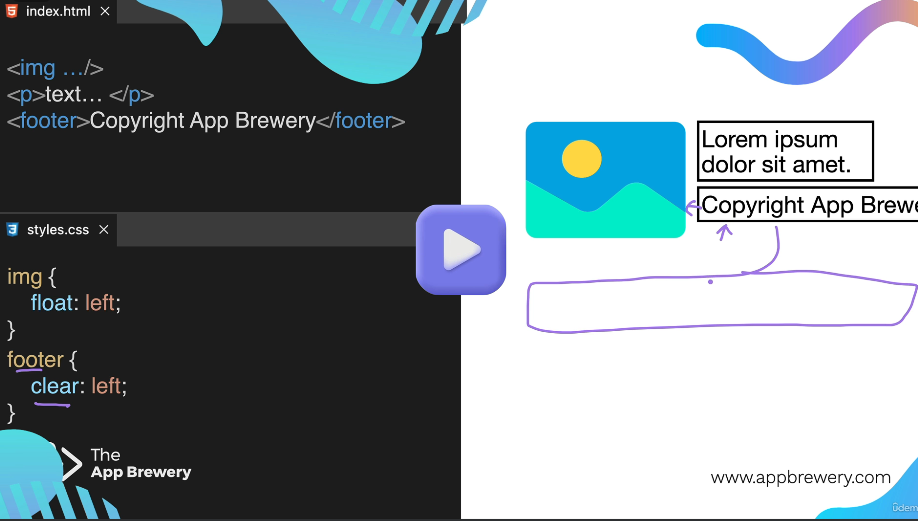 index.html
<img .../>
<p>text... </p>
<footer>Copyright App Brewery</footer>
styles.css
img {
float: left;
}
footer {
clear: left;
}
The
App Brewery
Lorem ipsum
dolor sit amet.
Copyright App Brewe
www.appbrewery.com
ûdem